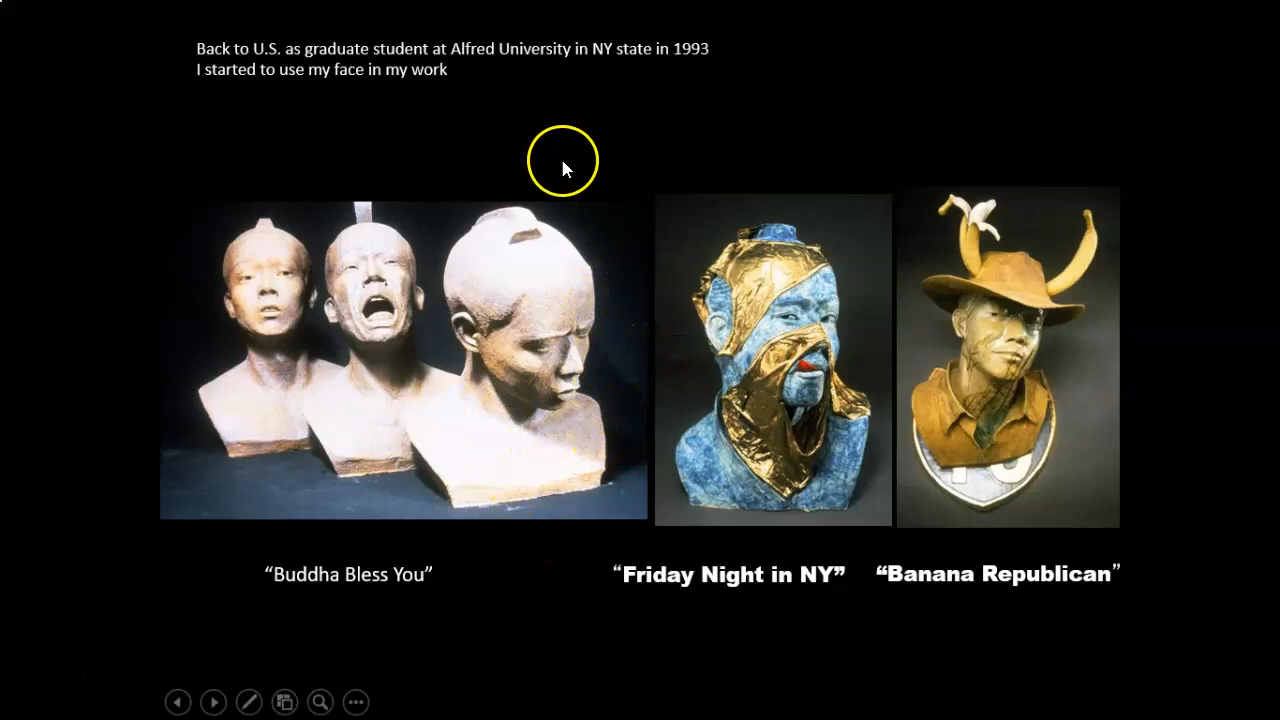 Back to U.S. as graduate student at Alfred University in NY state in 1993
I started to use my face in my work
“Buddha Bless You”
“Friday Night in NY”
“Banana Republican”